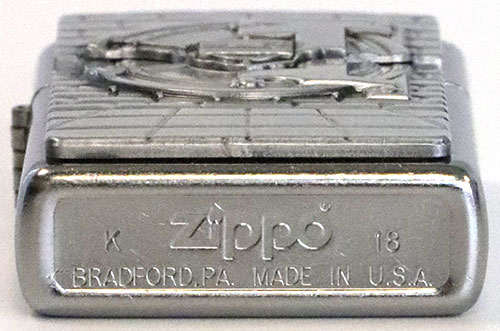 K Zippo 18
BRADFORD,PA. MADE IN U.S.A.